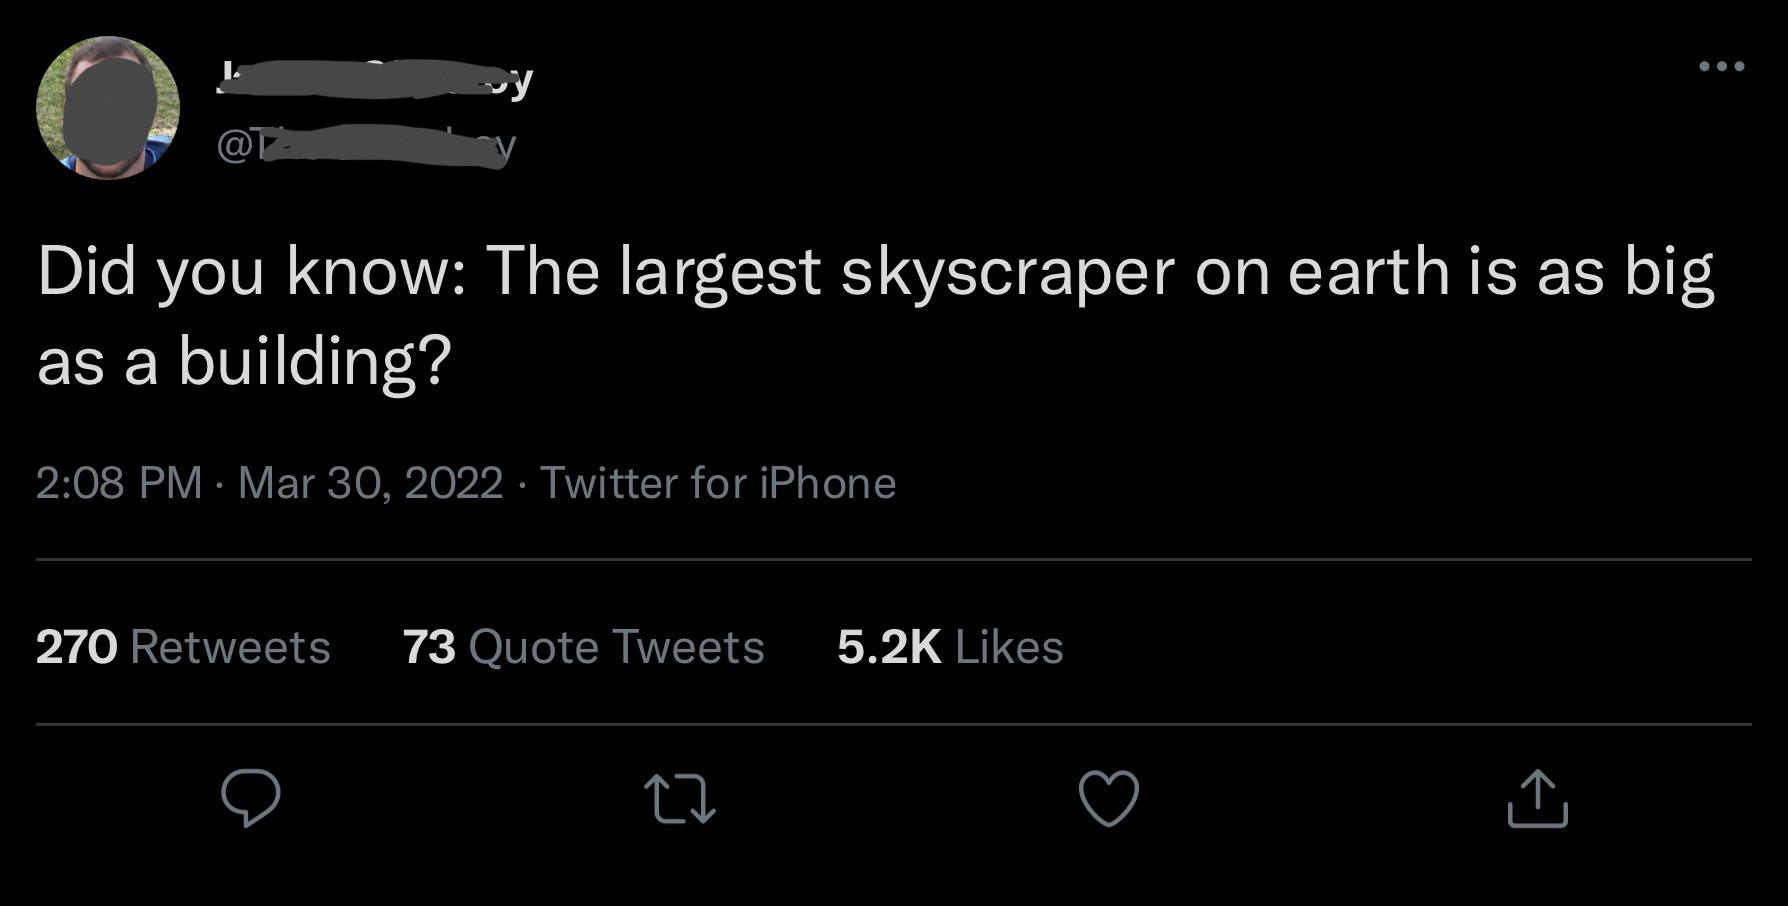 Did you know: The largest skyscraper on earth is as big
as a building?
2:08 PM · Mar 30, 2022 · Twitter for iPhone
270 Retweets 73 Quote Tweets 5.2K Likes